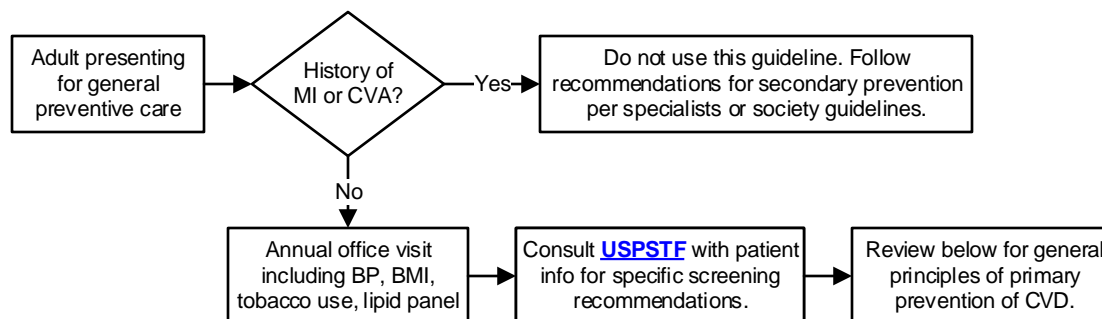 Adult presenting
for general
preventive care
History of
MI or CVA?
Yes
Do not use this guideline. Follow
recommendations for secondary prevention
per specialists or society guidelines.
No
Annual office visit
including BP, BMI,
tobacco use, lipid panel
Consult USPSTF with patient
info for specific screening
recommendations.
Review below for general
principles of primary
prevention of CVD.